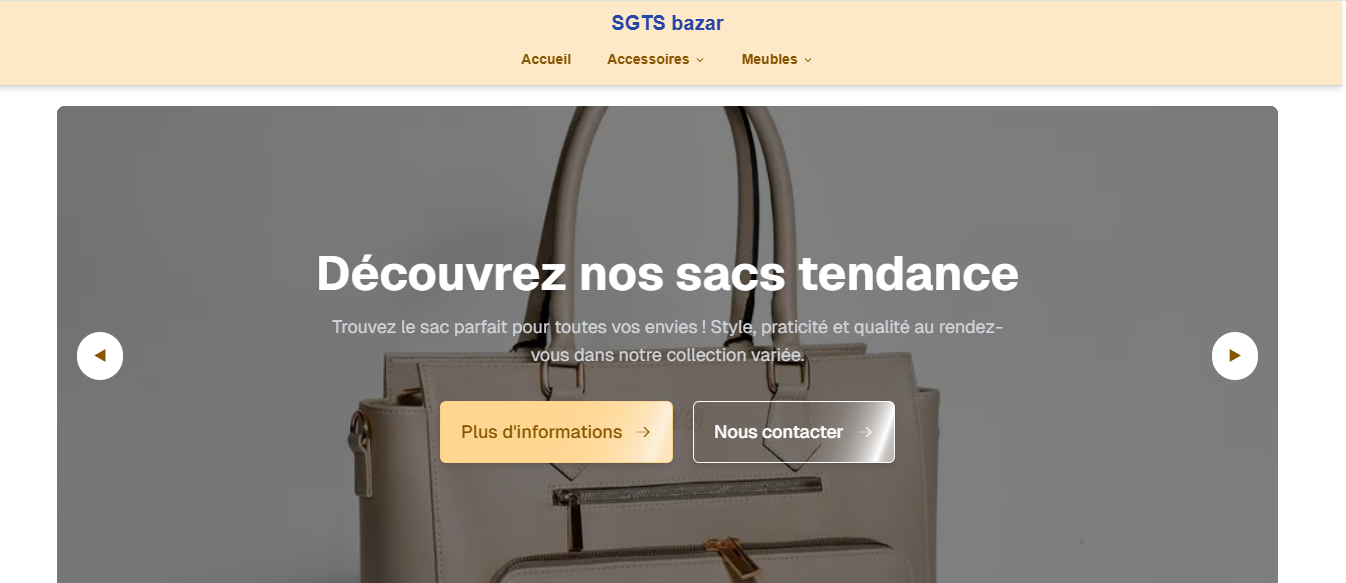 SGTS bazar
Accueil Accessoires Meubles
Découvrez nos sacs tendance
Trouvez le sac parfait pour toutes vos envies ! Style, praticité et qualité au rendez-
vous dans notre collection variée.
Plus d'informations → Nous contacter →